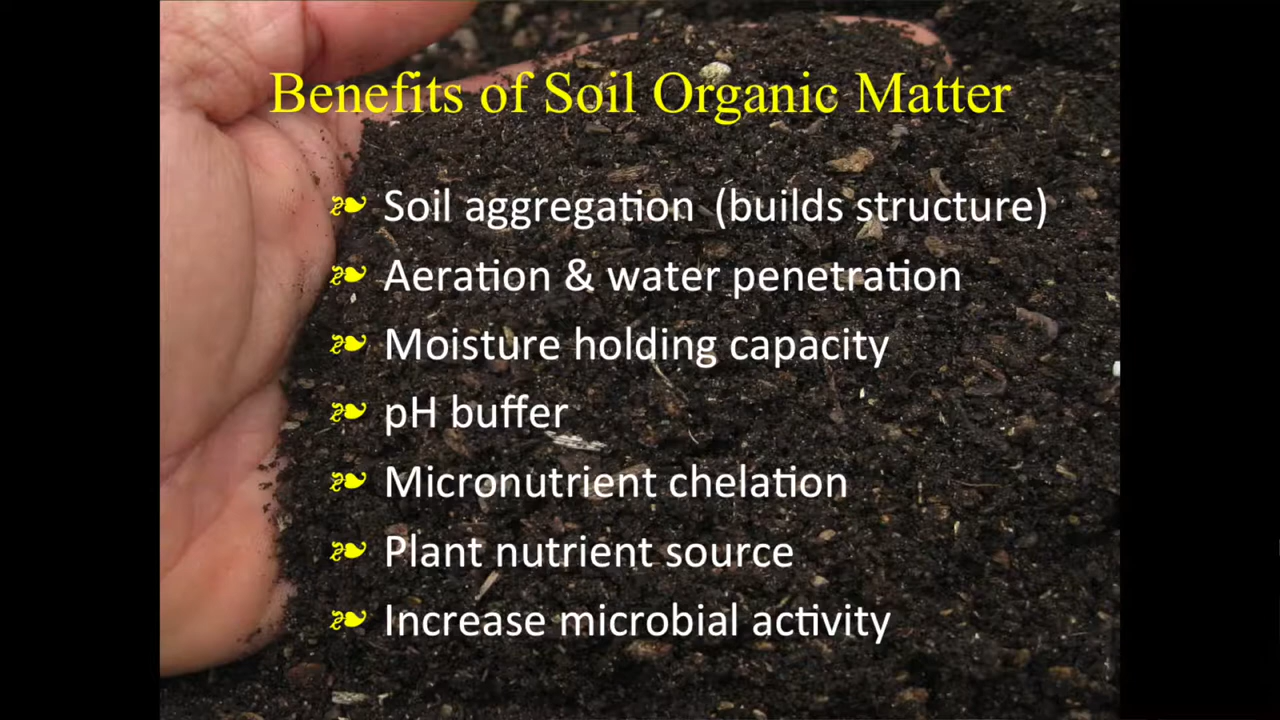 Benefits of Soil Organic Matter
❧ Soil aggregation (builds structure)
❧ Aeration & water penetration
❧ Moisture holding capacity
❧ pH buffer
❧ Micronutrient chelation
❧ Plant nutrient source
❧ Increase microbial activity